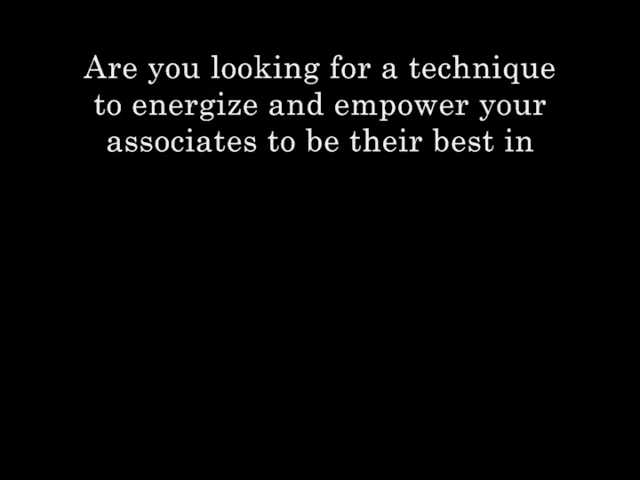 Are you looking for a technique
to energize and empower your
associates to be their best in